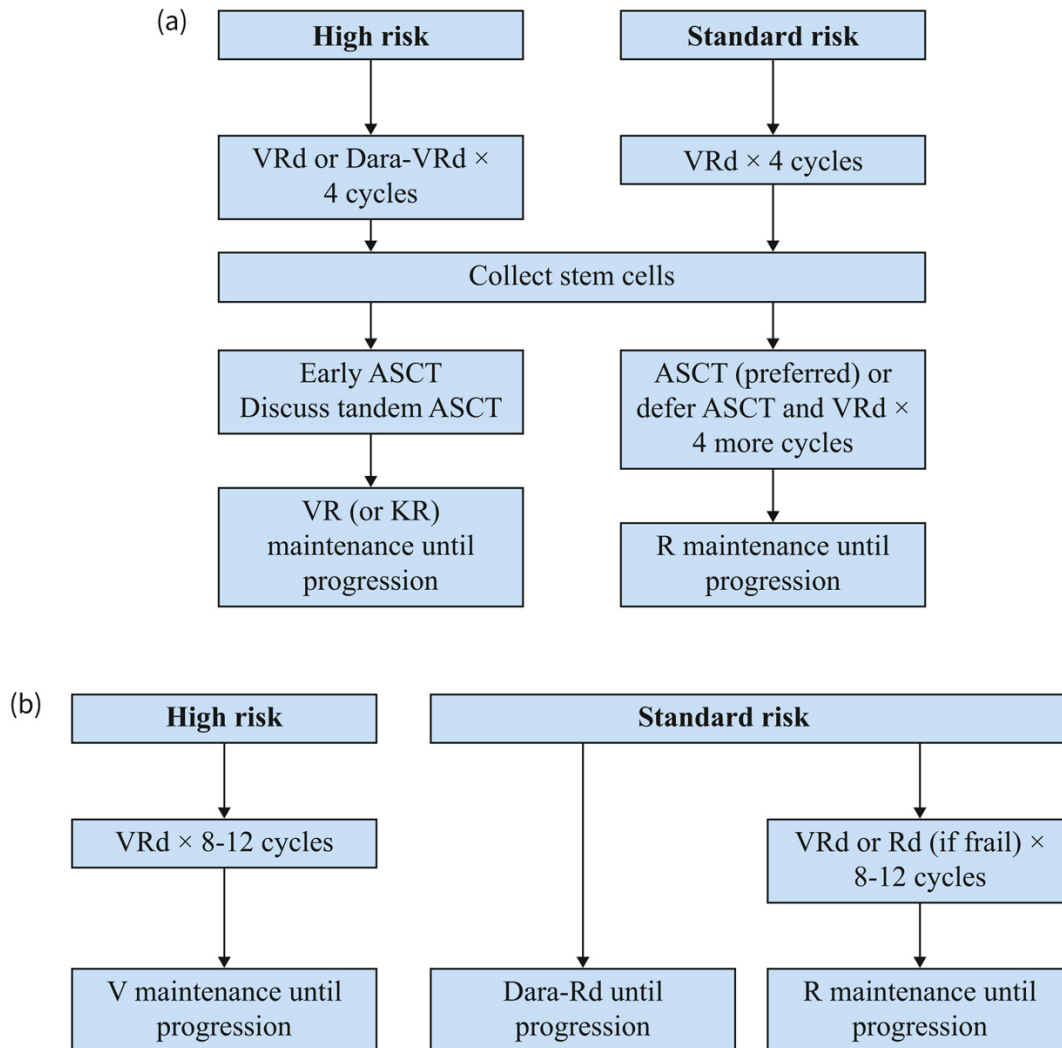 (a)
High risk
Standard risk
VRd or Dara-VRd ×
4 cycles
VRd × 4 cycles
Collect stem cells
Early ASCT
Discuss tandem ASCT
ASCT (preferred) or
defer ASCT and VRd ×
4 more cycles
VR (or KR)
maintenance until
progression
R maintenance until
progression
(b)
High risk
Standard risk
VRd × 8-12 cycles
VRd or Rd (if frail) ×
8-12 cycles
V maintenance until
progression
Dara-Rd until
progression
R maintenance until
progression